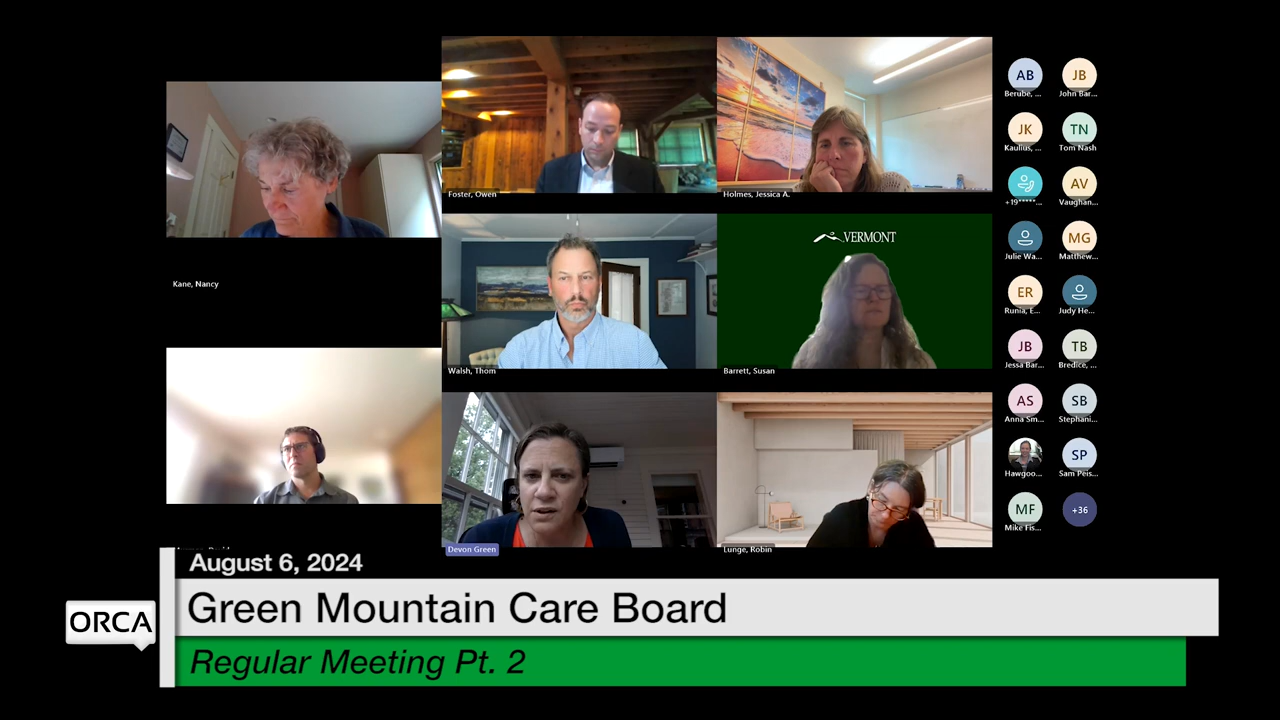 Kane, Nancy
Foster, Owen
Holmes, Jessica A.
VERMONT
Walsh, Thom
Barrett, Susan
Devon Green
Lunge, Robin
AB
Berube, ...
JB
John Bar...
JK
Kaulius, ...
TN
Tom Nash
+19*****...
AV
Vaughan...
Julie Wa...
MG
Matthew...
ER
Runia, E...
Judy He...
JB
Jessa Bar...
TB
Bredice, ...
AS
Anna Sm...
SB
Stephani...
Hawgoo...
SP
Sam Peis...
MF
Mike Fis...
+36
August 6, 2024
ORCA
Green Mountain Care Board
Regular Meeting Pt. 2